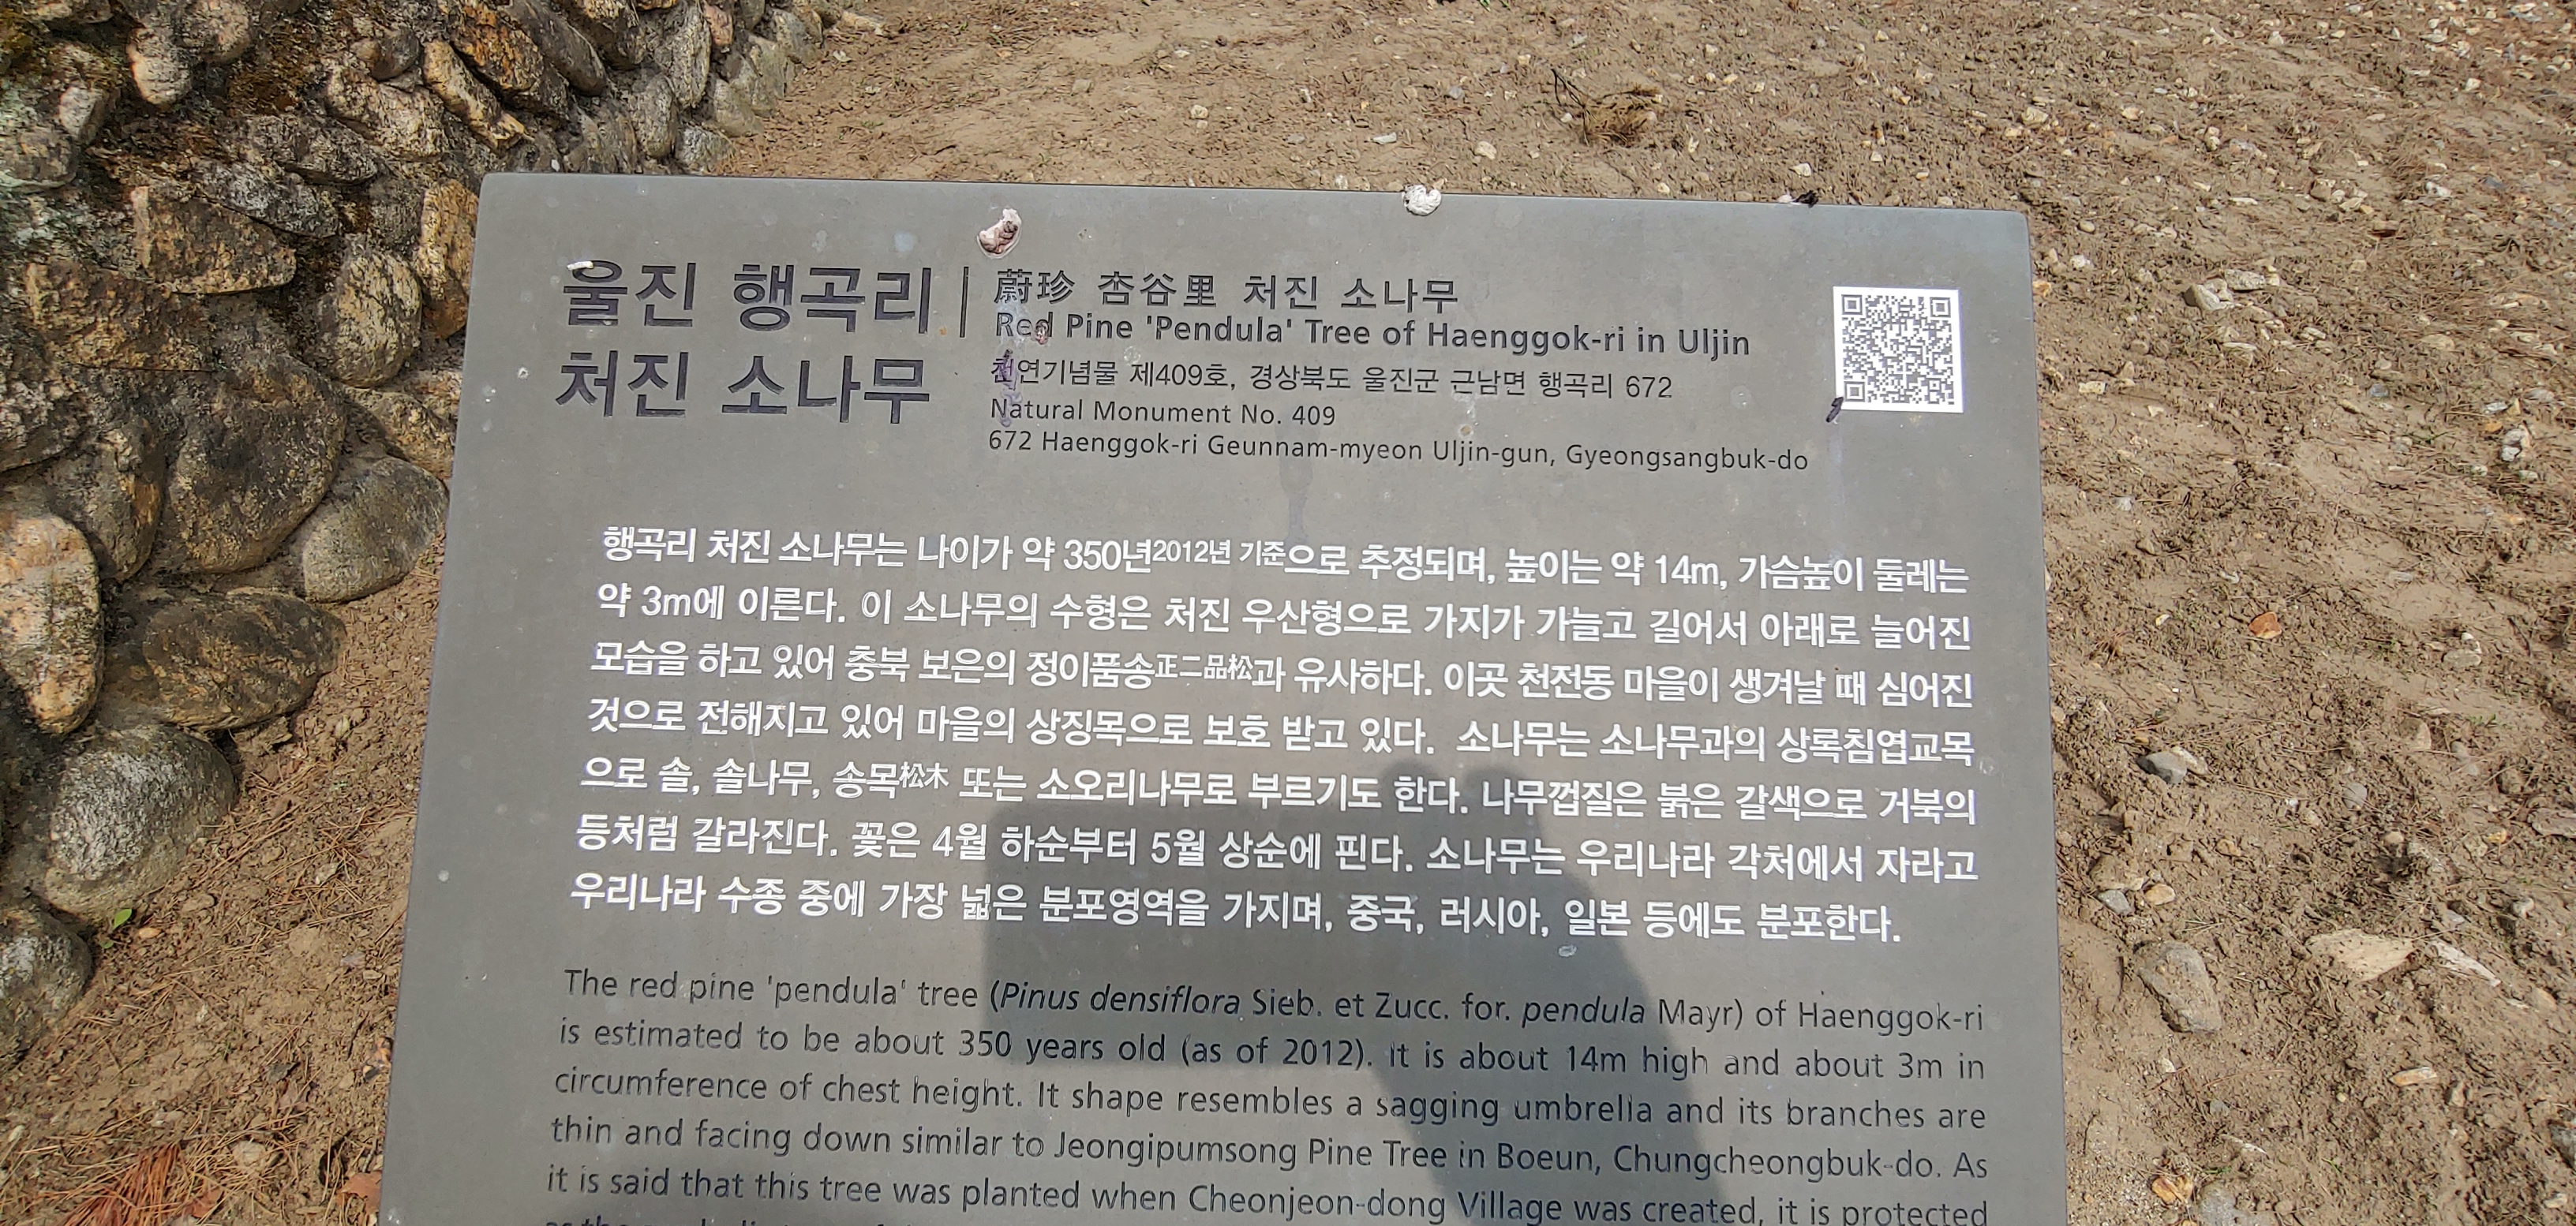 울진 행곡리
처진 소나무
蔚珍 杏谷里 처진 소나무
Red Pine 'Pendula' Tree of Haenggok-ri in Uljin
천연기념물 제409호, 경상북도 울진군 근남면 행곡리 672
Natural Monument No. 409
672 Haenggok-ri Geunnam-myeon Uljin-gun, Gyeongsangbuk-do
행곡리 처진 소나무는 나이가 약 350년2012년 기준으로 추정되며, 높이는 약 14m, 가슴높이 둘레는
약 3m에 이른다. 이 소나무의 수형은 처진 우산형으로 가지가 가늘고 길어서 아래로 늘어진
모습을 하고 있어 충북 보은의 정이품송正二品松과 유사하다. 이곳 천전동 마을이 생겨날 때 심어진
것으로 전해지고 있어 마을의 상징목으로 보호 받고 있다. 소나무는 소나무과의 상록침엽교목
으로 솔, 솔나무, 송목松木 또는 소오리나무로 부르기도 한다. 나무껍질은 붉은 갈색으로 거북의
등처럼 갈라진다. 꽃은 4월 하순부터 5월 상순에 핀다. 소나무는 우리나라 각처에서 자라고
우리나라 수종 중에 가장 넓은 분포영역을 가지며, 중국, 러시아, 일본 등에도 분포한다.
The red pine 'pendula' tree (Pinus densiflora Sieb. et Zucc. for. pendula Mayr) of Haenggok-ri
is estimated to be about 350 years old (as of 2012). It is about 14m high and about 3m in
circumference of chest height. It shape resembles a sagging umbrella and its branches are
thin and facing down similar to Jeongipumsong Pine Tree in Boeun, Chungcheongbuk-do. As
it is said that this tree was planted when Cheonjeon-dong Village was created, it is protected